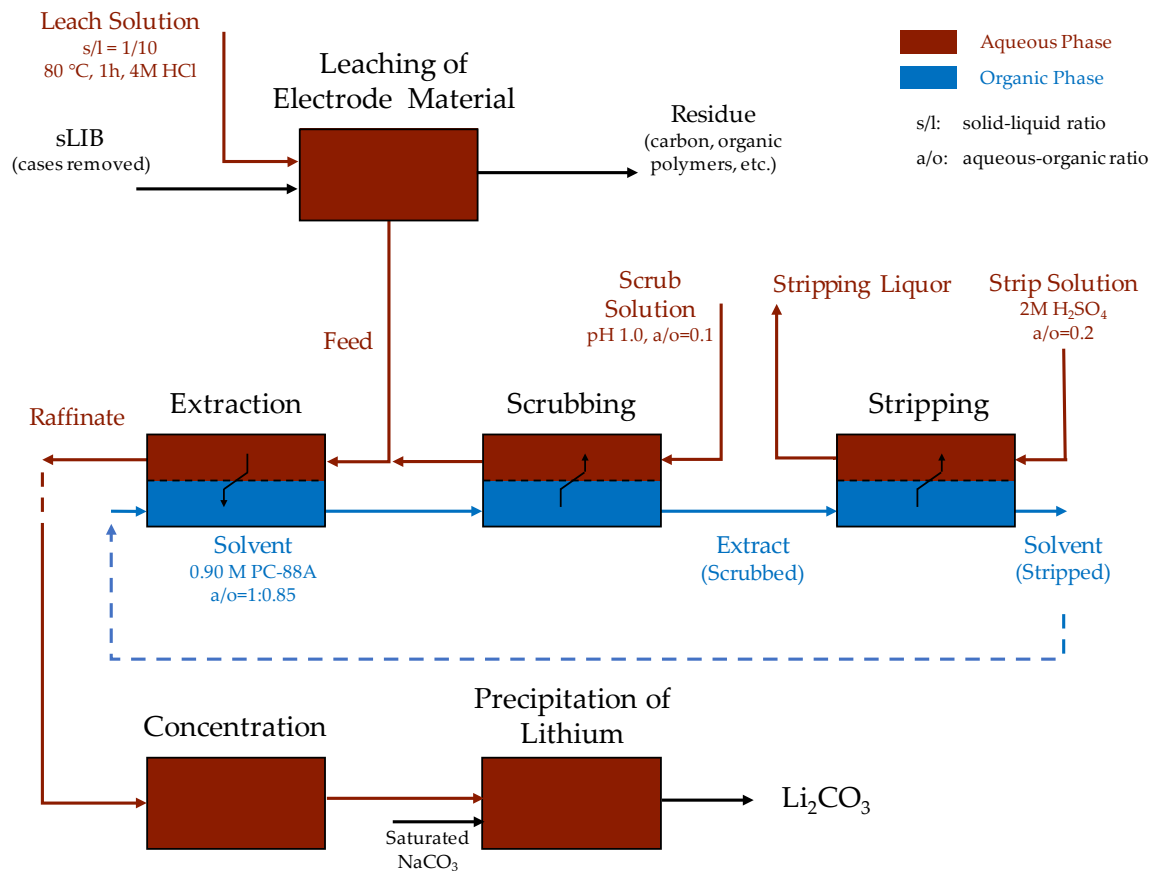 Leach Solution
s/l = 1/10
80 °C, 1h, 4M HCl
Leaching of
Electrode Material
Aqueous Phase
Organic Phase
s/l: solid-liquid ratio
a/o: aqueous-organic ratio
sLIB
(cases removed)
Residue
(carbon, organic
polymers, etc.)
Feed
Scrub
Solution
pH 1.0, a/o=0.1
Stripping Liquor
Strip Solution
2M H₂SO₄
a/o=0.2
Raffinate
Extraction
Scrubbing
Stripping
Solvent
0.90 M PC-88A
a/o=1:0.85
Extract
(Scrubbed)
Solvent
(Stripped)
Concentration
Precipitation of
Lithium
Saturated
NaCO₃
Li₂CO₃